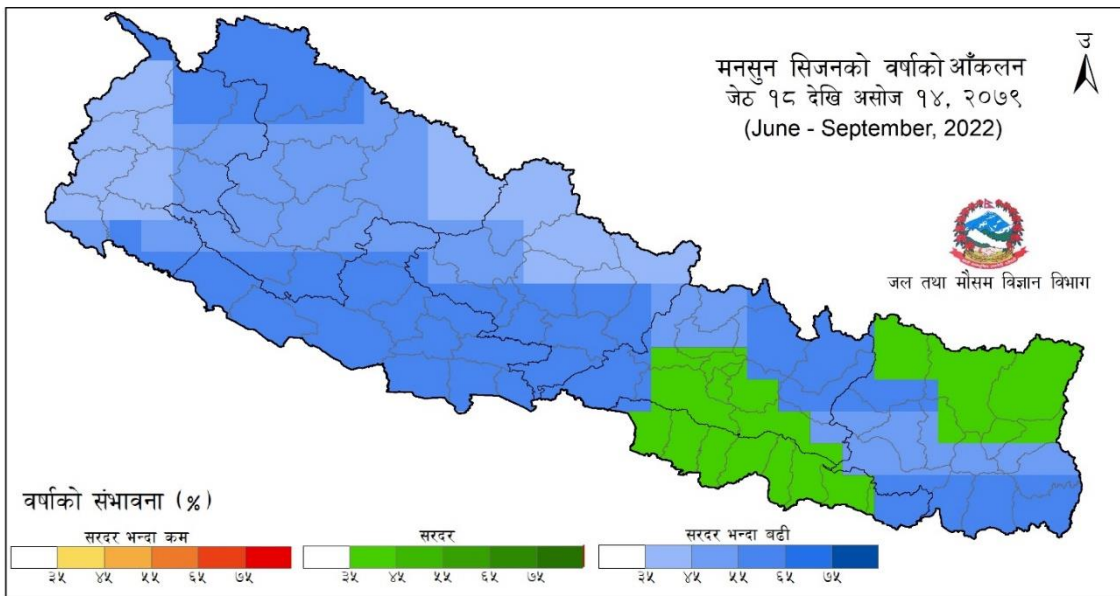 मनसुन सिजनको वर्षाको आँकलन
जेठ १८ देखि असोज १४, २०७९
(June - September, 2022)
उ
जल तथा मौसम विज्ञान विभाग
वर्षाको संभावना (%)
सरदर भन्दा कम
३५ ४५ ५५ ६५ ७५
सरदर
३५ ४५ ५५ ६५ ७५
सरदर भन्दा बढी
३५ ४५ ५५ ६५ ७५